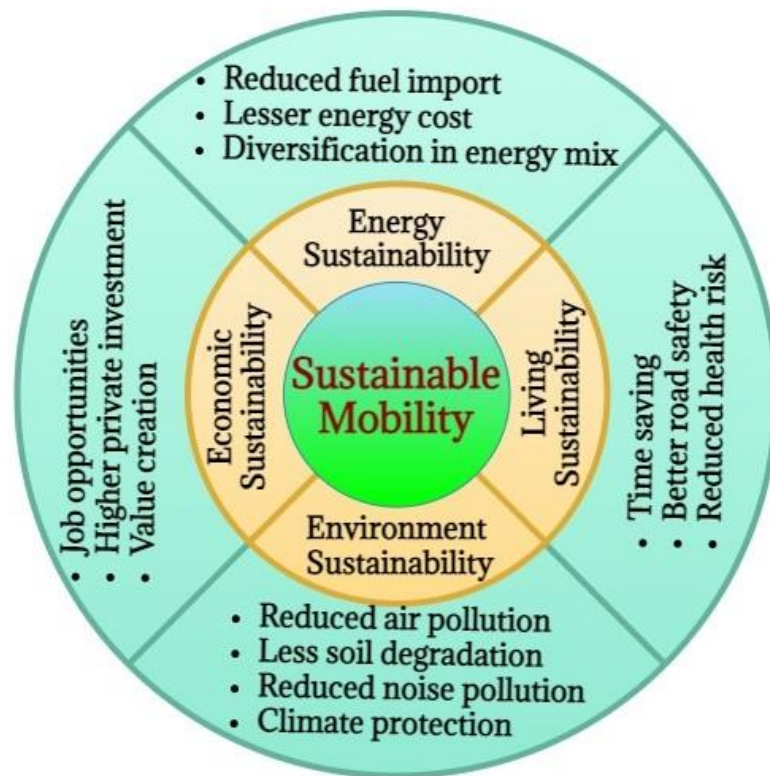 • Reduced fuel import
• Lesser energy cost
• Diversification in energy mix
Energy
Sustainability
• Job opportunities
• Higher private investment
• Value creation
Economic
Sustainability
Sustainable
Mobility
Living
Sustainability
• Time saving
• Better road safety
• Reduced health risk
Environment
Sustainability
• Reduced air pollution
• Less soil degradation
• Reduced noise pollution
• Climate protection